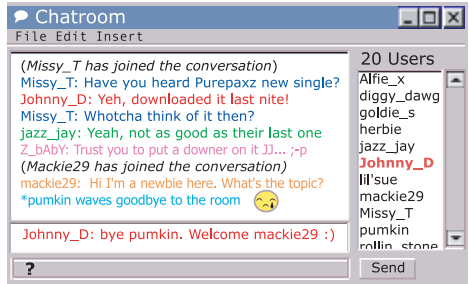 Chatroom
File Edit Insert
(Missy_T has joined the conversation)
Missy_T: Have you heard Purepaxz new single?
Johnny_D: Yeh, downloaded it last nite!
Missy_T: Whotcha think of it then?
jazz_jay: Yeah, not as good as their last one
Z_bAbY: Trust you to put a downer on it JJ... ;-p
(Mackie29 has joined the conversation)
mackie29: Hi I'm a newbie here. What's the topic?
*pumkin waves goodbye to the room
Johnny_D: bye pumkin. Welcome mackie29 :)
?
20 Users
Alfie_x
diggy_dawg
goldie_s
herbie
jazz_jay
Johnny_D
lil'sue
mackie29
Missy_T
pumkin
rollin_stone
Send